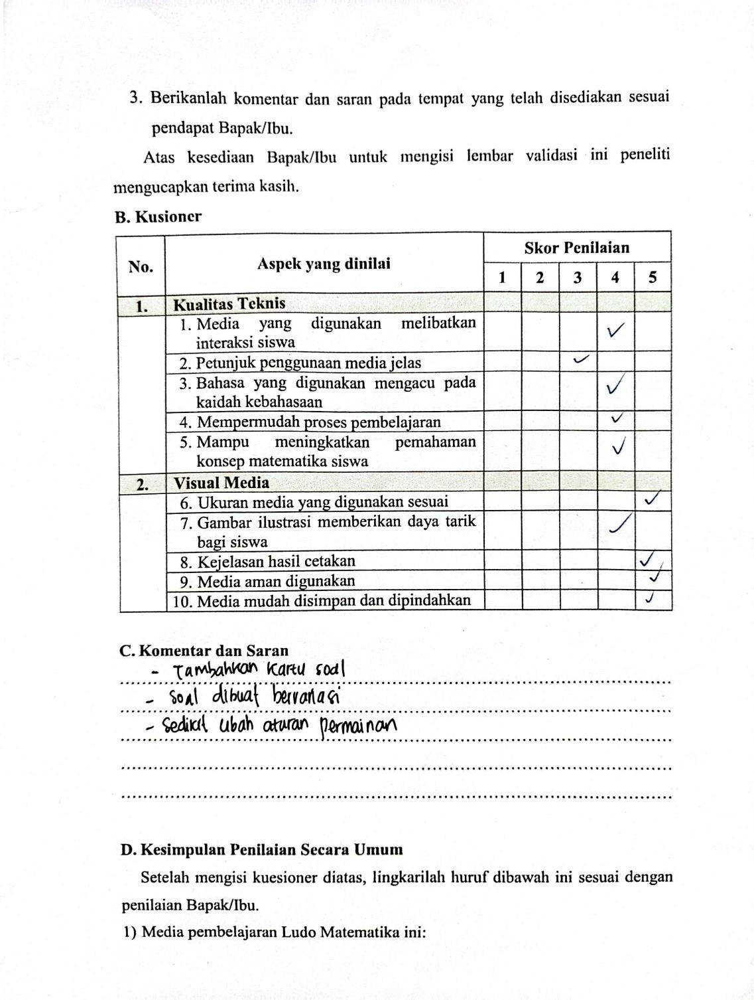 3. Berikanlah komentar dan saran pada tempat yang telah disediakan sesuai
pendapat Bapak/Ibu.
Atas kesediaan Bapak/Ibu untuk mengisi lembar validasi ini peneliti
mengucapkan terima kasih.
B. Kusioner
No. Aspek yang dinilai Skor Penilaian
1 2 3 4 5
1. Kualitas Teknis
1. Media yang digunakan melibatkan
interaksi siswa ✓
2. Petunjuk penggunaan media jelas ✓
3. Bahasa yang digunakan mengacu pada
kaidah kebahasaan ✓
4. Mempermudah proses pembelajaran ✓
5. Mampu meningkatkan pemahaman
konsep matematika siswa ✓
2. Visual Media
6. Ukuran media yang digunakan sesuai ✓
7. Gambar ilustrasi memberikan daya tarik
bagi siswa ✓
8. Kejelasan hasil cetakan ✓
9. Media aman digunakan ✓
10. Media mudah disimpan dan dipindahkan ✓
C. Komentar dan Saran
- Tambahkan kartu soal
- Soal dibuat bervariasi
- Sedikit ubah aturan permainan
D. Kesimpulan Penilaian Secara Umum
Setelah mengisi kuesioner diatas, lingkarilah huruf dibawah ini sesuai dengan
penilaian Bapak/Ibu.
1) Media pembelajaran Ludo Matematika ini: